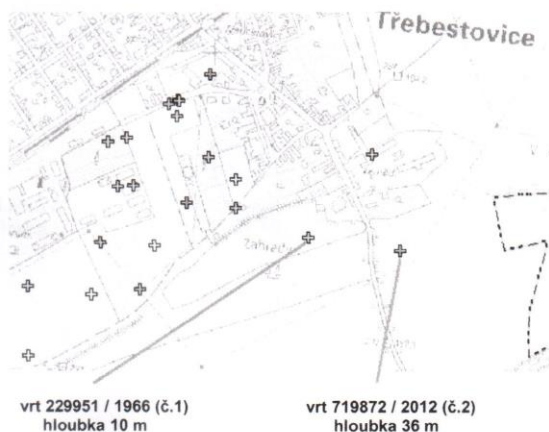 Třebestovice
vrt 229951 / 1966 (č.1)
hloubka 10 m
vrt 719872 / 2012 (č.2)
hloubka 36 m